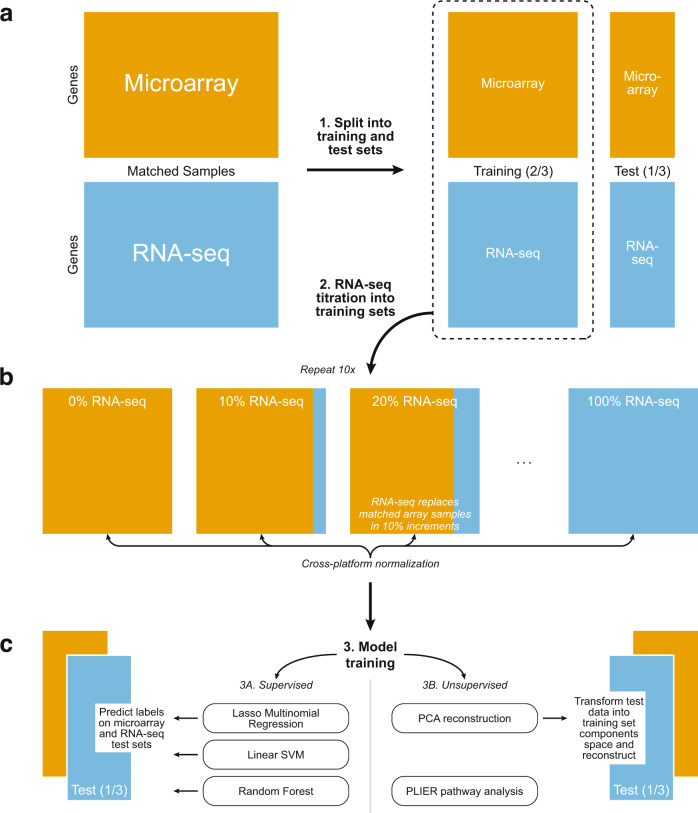 a
Genes
Microarray
Matched Samples
Genes
RNA-seq
1. Split into
training and
test sets
Microarray
Micro-
array
Training (2/3)
Test (1/3)
RNA-seq
RNA-
seq
2. RNA-seq
titration into
training sets
Repeat 10x
b
0% RNA-seq
10% RNA-seq
20% RNA-seq
RNA-seq replaces
matched array samples
in 10% increments
...
100% RNA-seq
Cross-platform normalization
c
3. Model
training
3A. Supervised
3B. Unsupervised
Predict labels
on microarray
and RNA-seq
test sets
Test (1/3)
Lasso Multinomial
Regression
Linear SVM
Random Forest
PCA reconstruction
PLIER pathway analysis
Transform test
data into
training set
components
space and
reconstruct
Test (1/3)